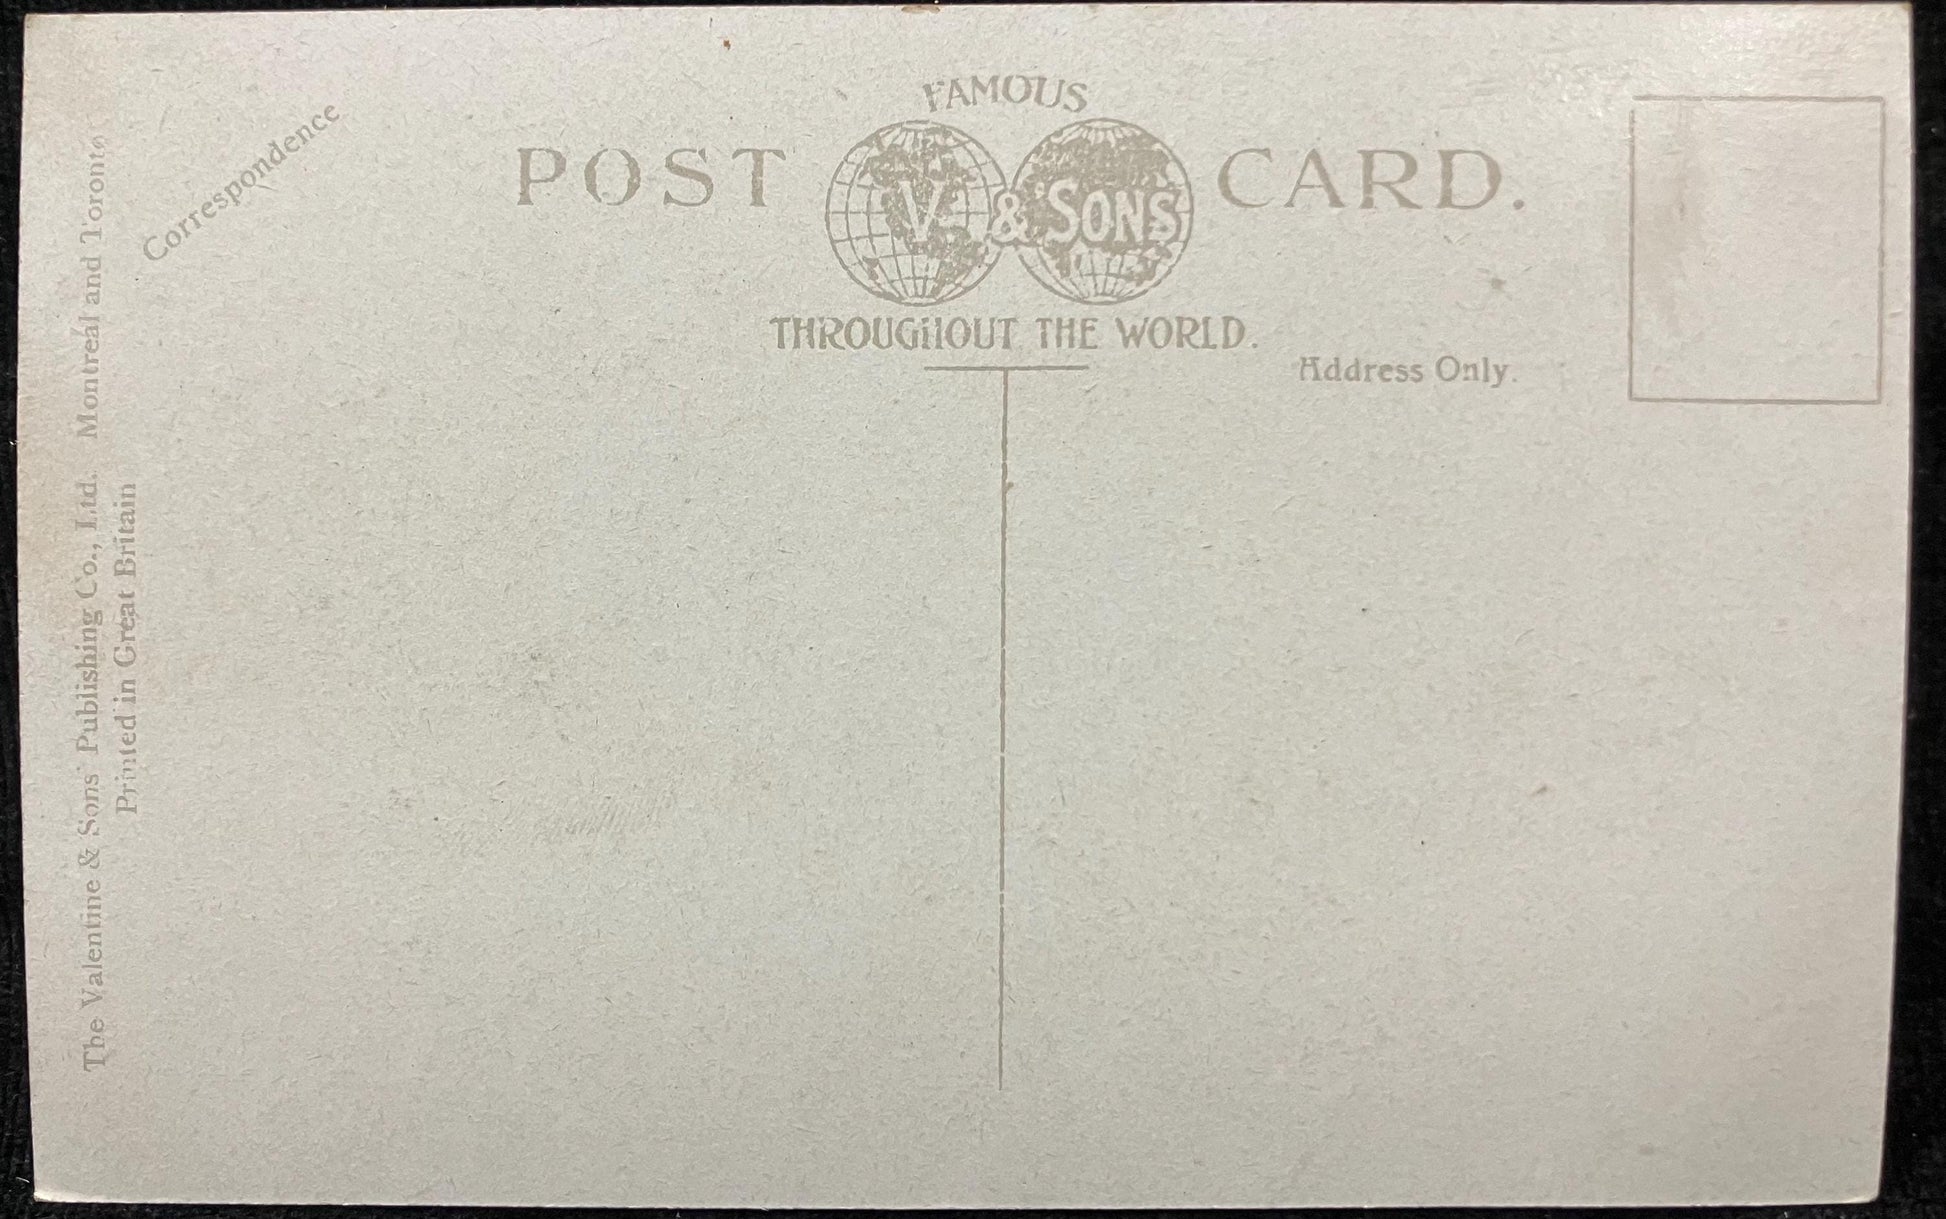 FAMOUS
POST V & SONS CARD.
THROUGHOUT THE WORLD.
Correspondence
Address Only.
The Valentine & Sons' Publishing Co., Ltd. Montreal and Toronto
Printed in Great Britain